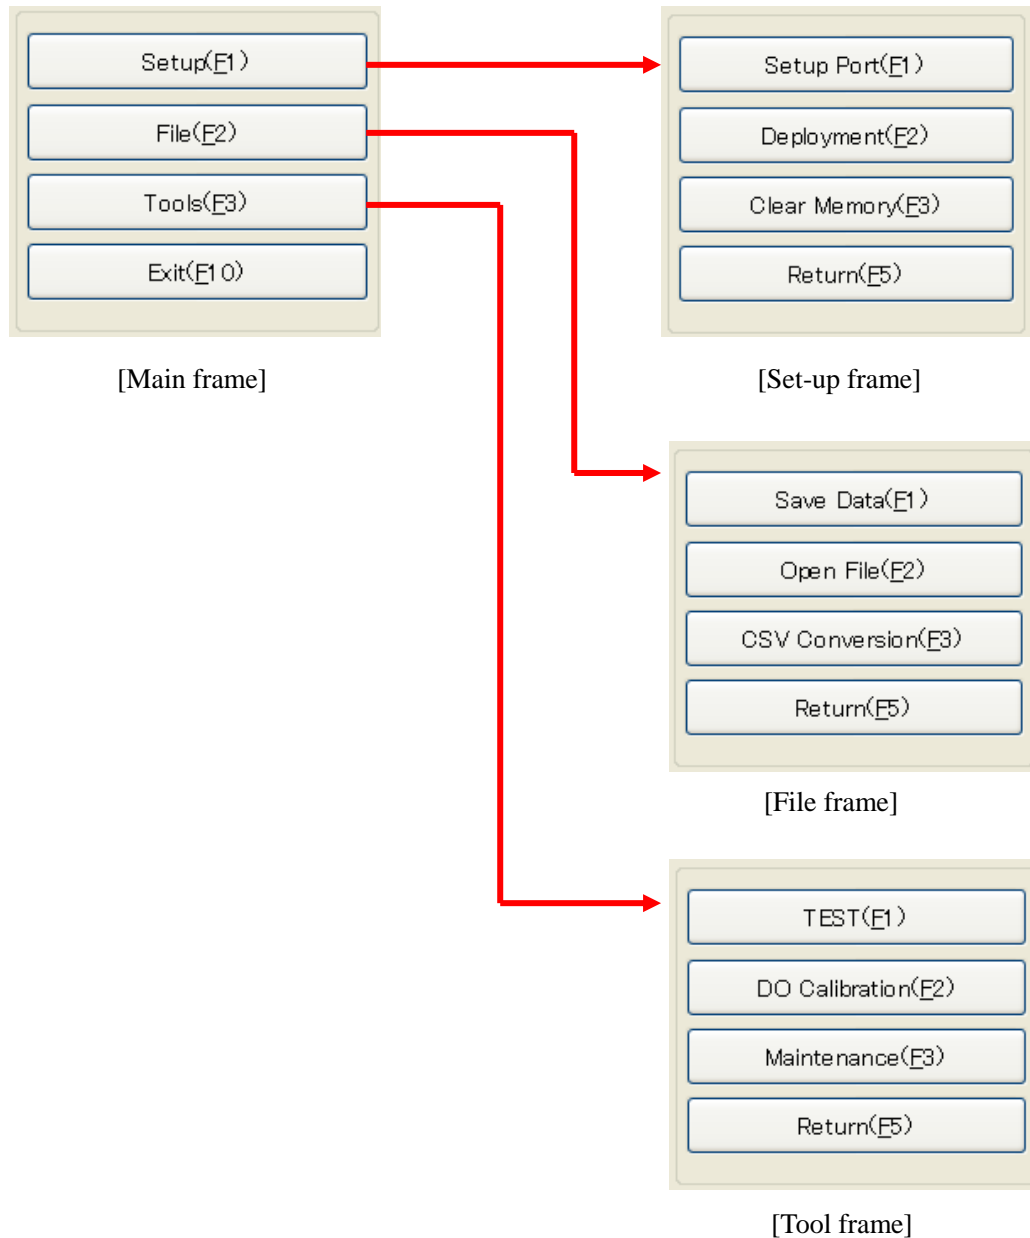 Setup(F1)
File(F2)
Tools(F3)
Exit(F10)
[Main frame]
Setup Port(F1)
Deployment(F2)
Clear Memory(F3)
Return(F5)
[Set-up frame]
Save Data(F1)
Open File(F2)
CSV Conversion(F3)
Return(F5)
[File frame]
TEST(F1)
DO Calibration(F2)
Maintenance(F3)
Return(F5)
[Tool frame]